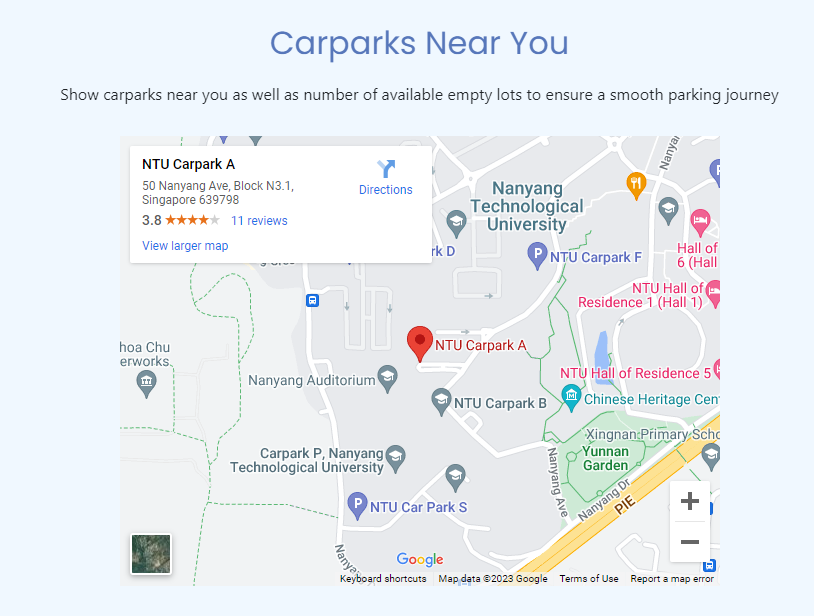 Carparks Near You
Show carparks near you as well as number of available empty lots to ensure a smooth parking journey
NTU Carpark A
50 Nanyang Ave, Block N3.1,
Singapore 639798
3.8 11 reviews
View larger map
Directions
Nanyang
Nanyang
Technological
University
rk D
NTU Carpark F
Hall of
6 (Hall
NTU Hall of
Residence 1 (Hall 1)
NTU Carpark A
hoa Chu
erworks
Nanyang Auditorium
NTU Hall of Residence 5
NTU Carpark B
Chinese Heritage Cent
Xingnan Primary Scho
Carpark P, Nanyang
Technological University
Yunnan
Garden
Nanyang Ave
Nanyang Dr
PIE
NTU Car Park S
Nanyang
Google
Keyboard shortcuts
Map data ©2023 Google
Terms of Use
Report a map error